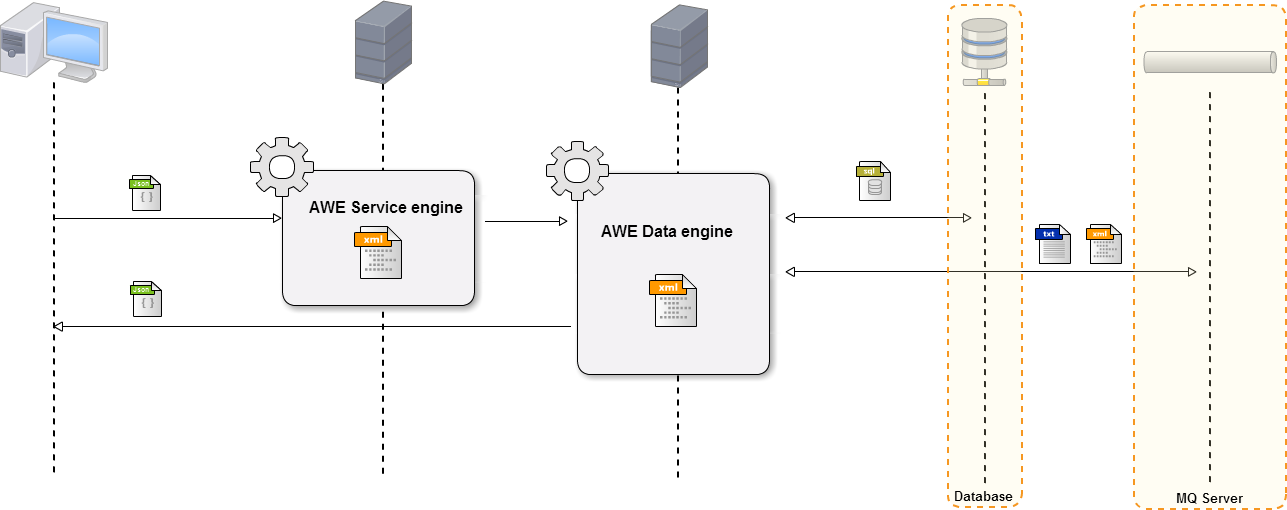 Json
{ }
AWE Service engine
xml
AWE Data engine
xml
sql
txt
xml
Json
{ }
Database
MQ Server